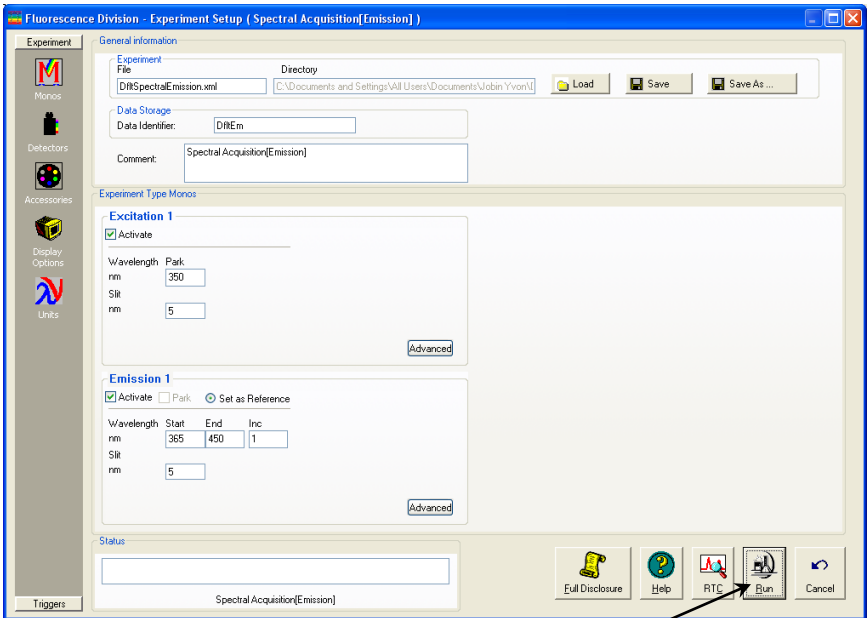 Fluorescence Division - Experiment Setup ( Spectral Acquisition[Emission] )
Experiment
Monos
Detectors
Accessories
Display
Options
Units
Triggers
General information
Experiment
File Directory
DfltSpectralEmission.xml C:\Documents and Settings\All Users\Documents\Jobin Yvon\ Load Save Save As ...
Data Storage
Data Identifier: DfltEm
Comment: Spectral Acquisition[Emission]
Experiment Type Monos
Excitation 1
Activate
Wavelength Park
nm 350
Slit
nm 5
Advanced
Emission 1
Activate Park Set as Reference
Wavelength Start End Inc
nm 365 450 1
Slit
nm 5
Advanced
Status
Spectral Acquisition[Emission]
Full Disclosure Help RTC Run Cancel